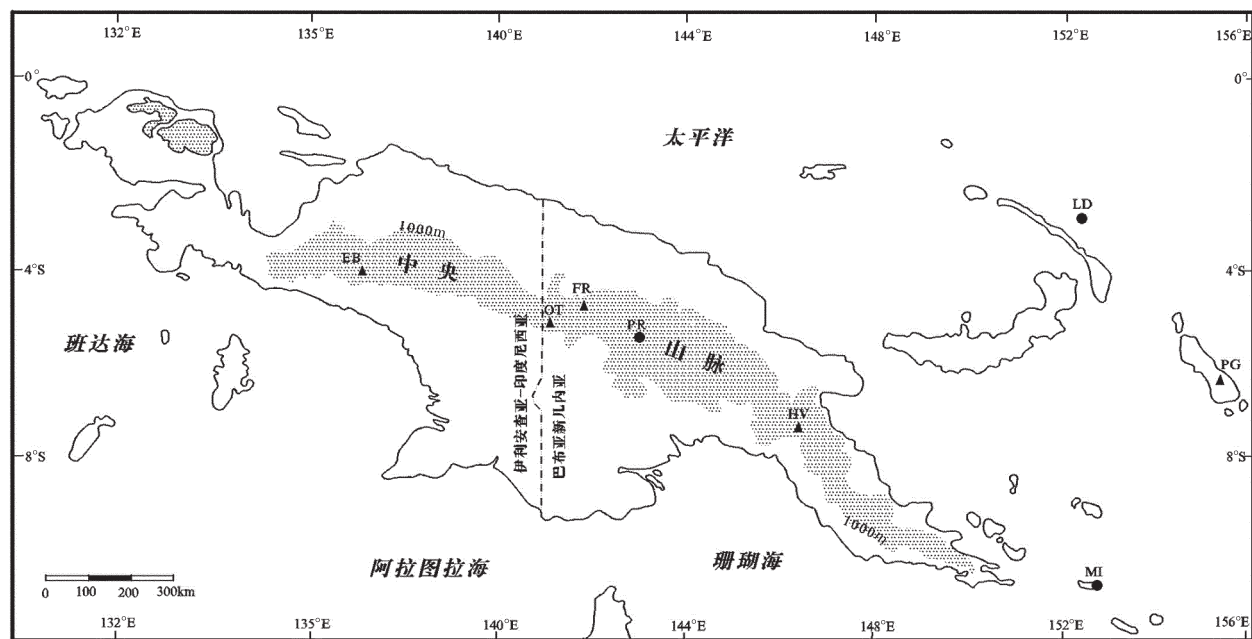 132°E 135°E 140°E 144°E 148°E 152°E 156°E
0° 0°
太平洋
LD
1000m
4°S 4°S
EB 中央
FR
OT
PR
山脉
班达海
伊利安查亚-印度尼西亚
巴布亚新几内亚
PG
HV
8°S 8°S
1000m
阿拉图拉海
珊瑚海
MI
0 100 200 300km
132°E 135°E 140°E 144°E 148°E 152°E 156°E